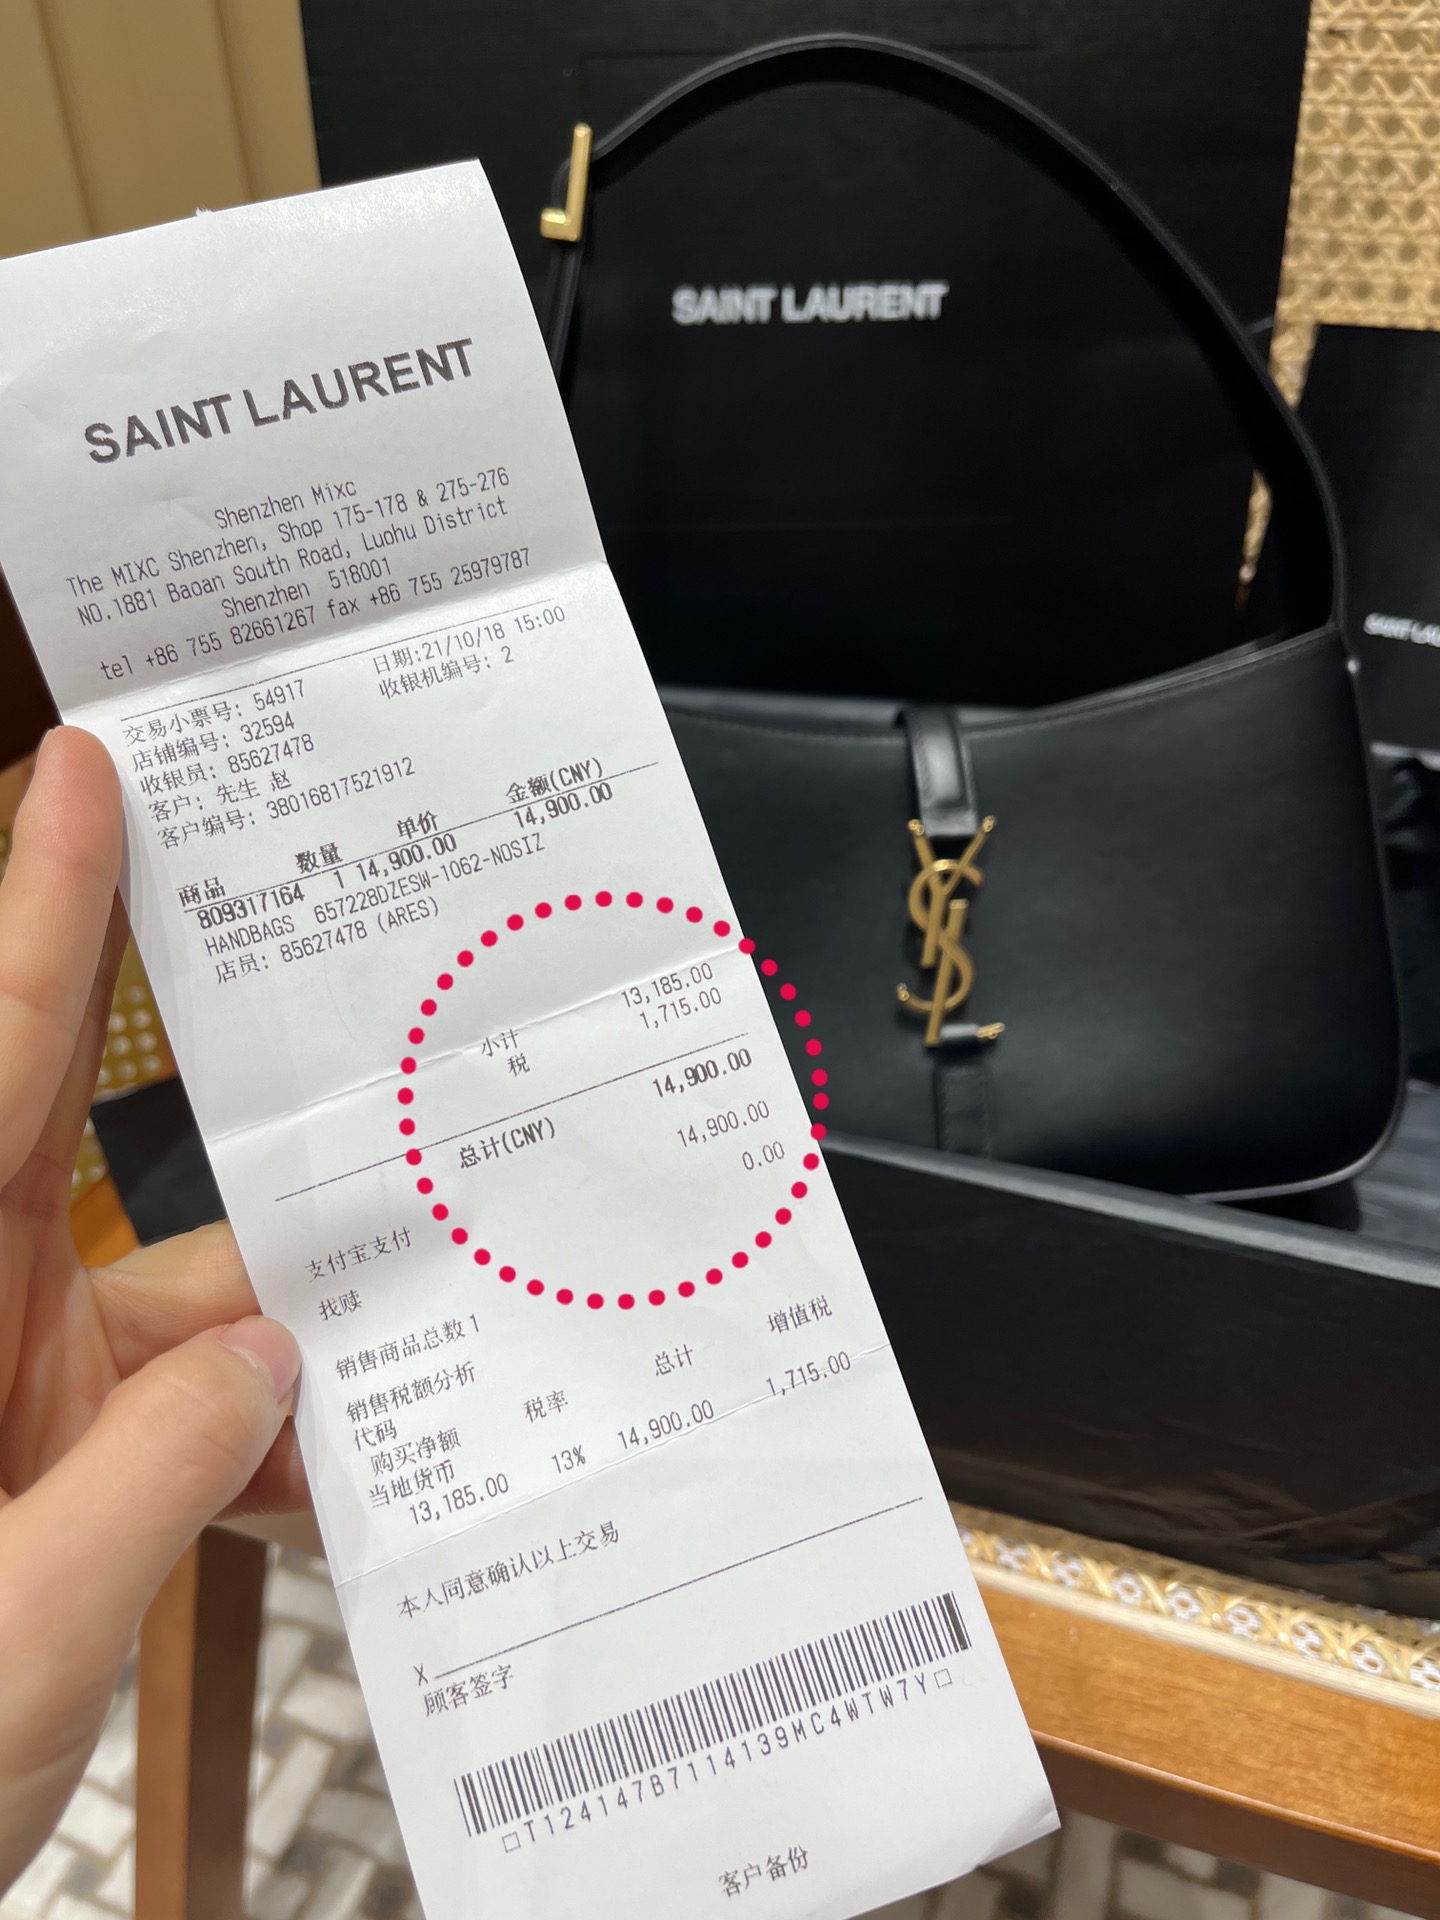 SAINT LAURENT
SAINT LAURENT
Shenzhen Mixc
The MIXC Shenzhen, Shop 175-178 & 275-276
NO.1881 Baoan South Road, Luohu District
Shenzhen 518001
tel +86 755 82661267 fax +86 755 25979787
日期:21/10/18 15:00
交易小票号: 54917 收银机编号: 2
店铺编号: 32594
收银员: 85627478
客户: 先生 赵
客户编号: 38016817521912
商品 数量 单价 金额(CNY)
809317164 1 14,900.00 14,900.00
HANDBAGS 657228DZESW-1062-NOSIZ
店员: 85627478 (ARES)
小计 13,185.00
税 1,715.00
总计(CNY) 14,900.00
支付宝支付 14,900.00
找赎 0.00
销售商品总数 1
销售税额分析
代码 税率 总计 增值税
购买净额
当地货币
13,185.00 13% 14,900.00 1,715.00
本人同意确认以上交易
X
顾客签字
T124147B7114139MC4WTW7Y
客户备份
YSL